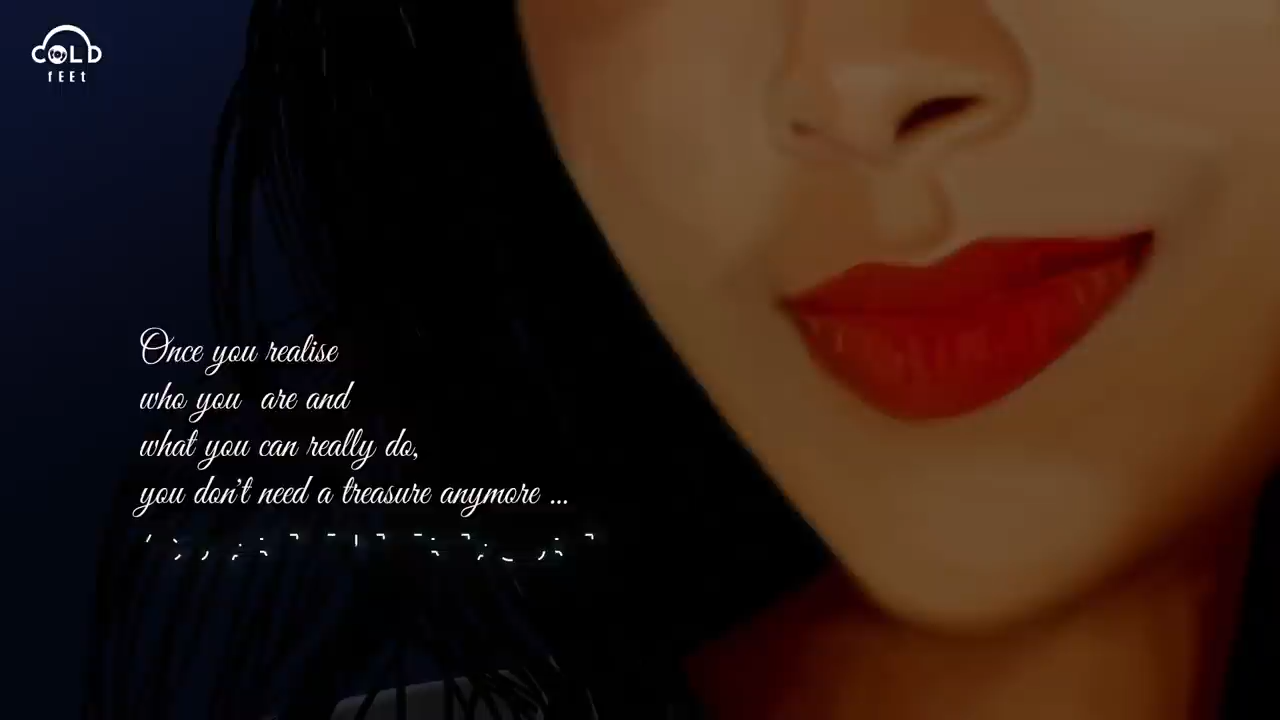 COLD
fEEt
Once you realise
who you are and
what you can really do,
you don't need a treasure anymore ...